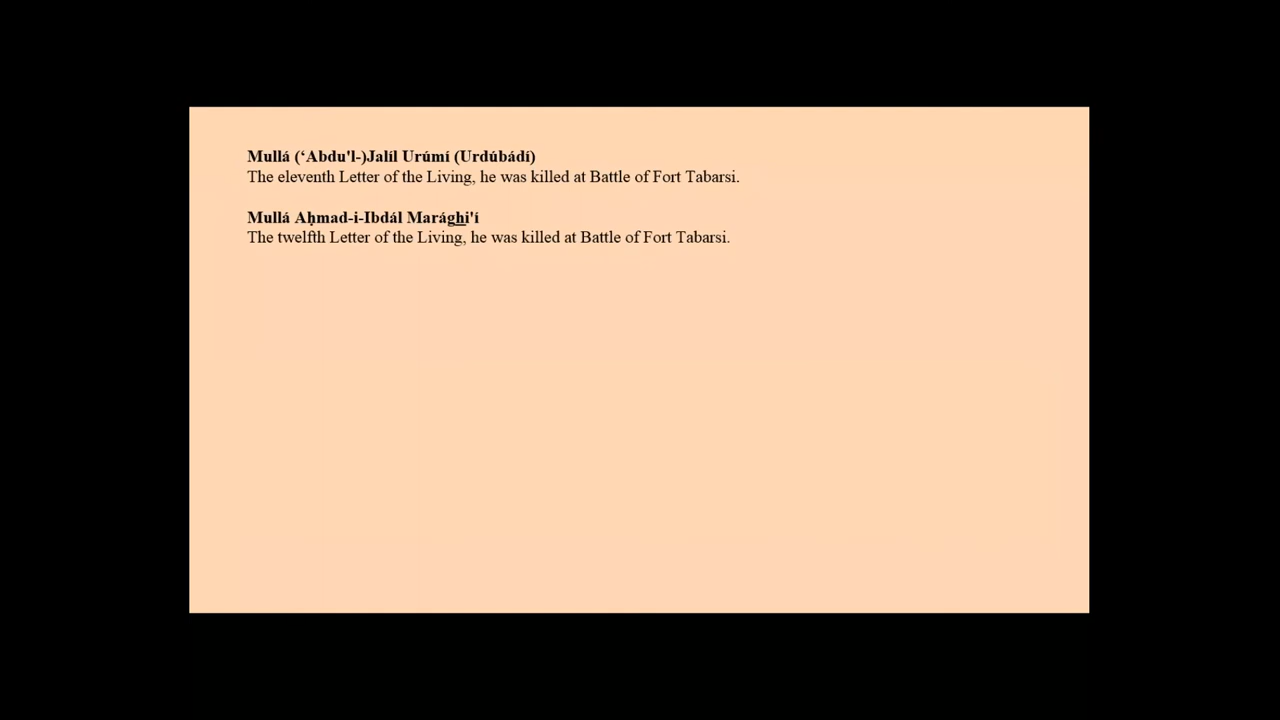 Mullá (‘Abdu'l-)Jalíl Urúmí (Urdúbádí)
The eleventh Letter of the Living, he was killed at Battle of Fort Tabarsi.
Mullá Aḥmad-i-Ibdál Marághi'í
The twelfth Letter of the Living, he was killed at Battle of Fort Tabarsi.